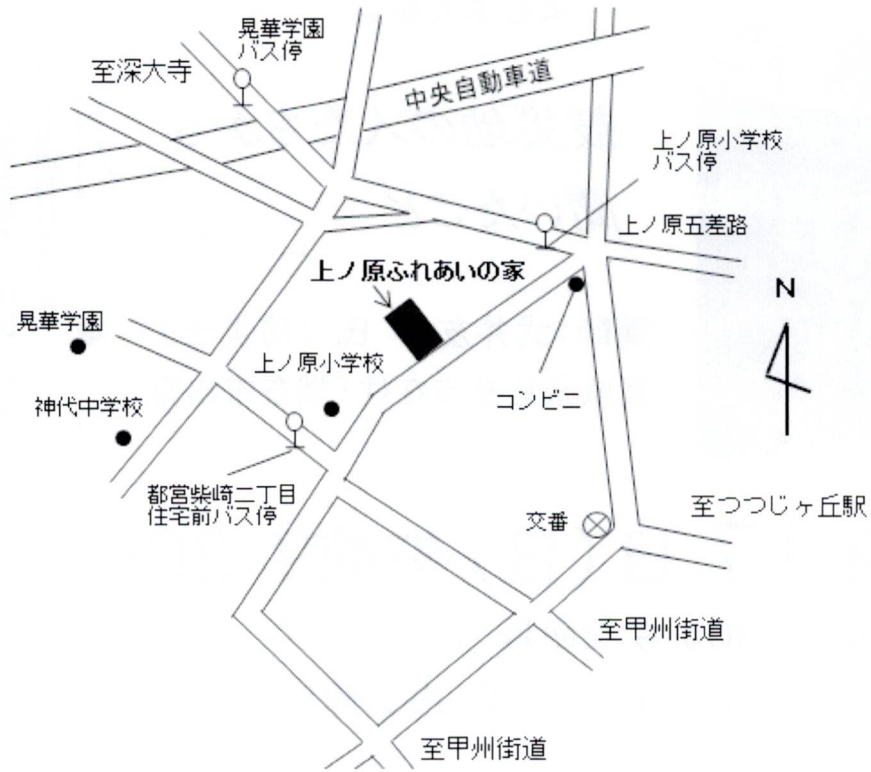 晃華学園
バス停
至深大寺
中央自動車道
上ノ原小学校
バス停
上ノ原五差路
上ノ原ふれあいの家
N
晃華学園
上ノ原小学校
コンビニ
神代中学校
都営柴崎二丁目
住宅前バス停
交番
至つつじヶ丘駅
至甲州街道
至甲州街道